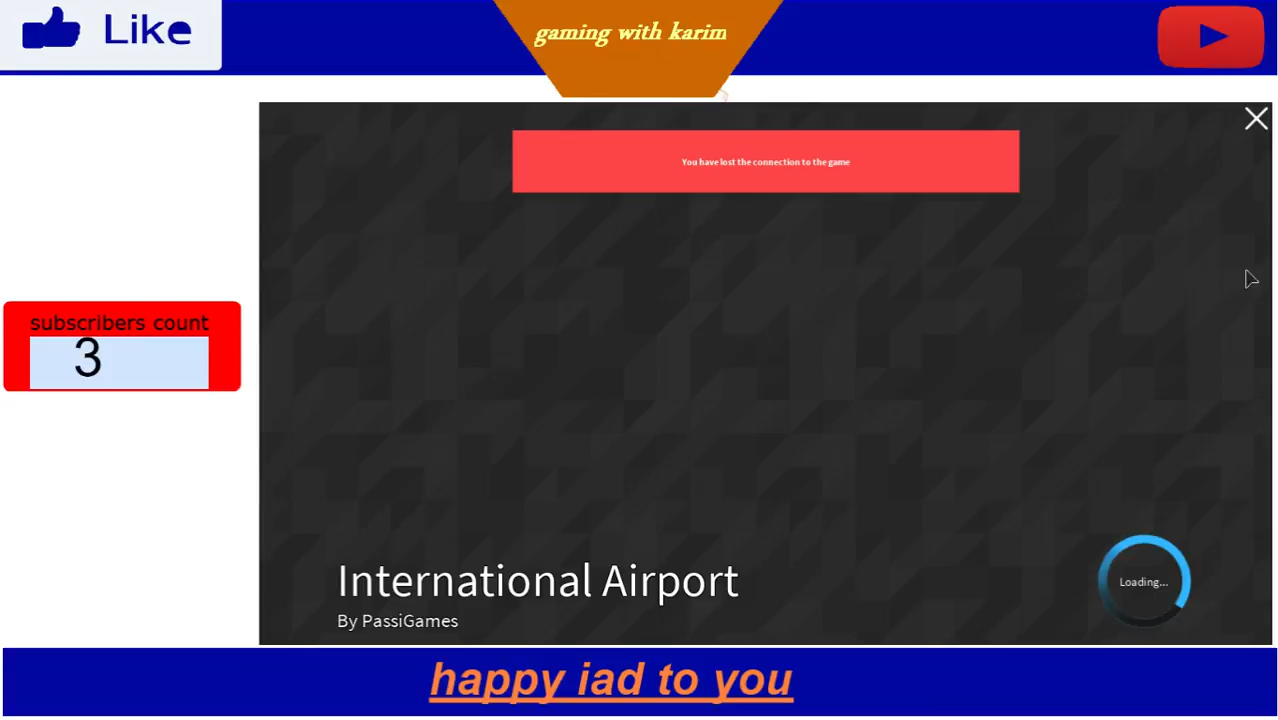 Like
gaming with karim
You have lost the connection to the game
subscribers count
3
International Airport
By PassiGames
Loading...
happy iad to you